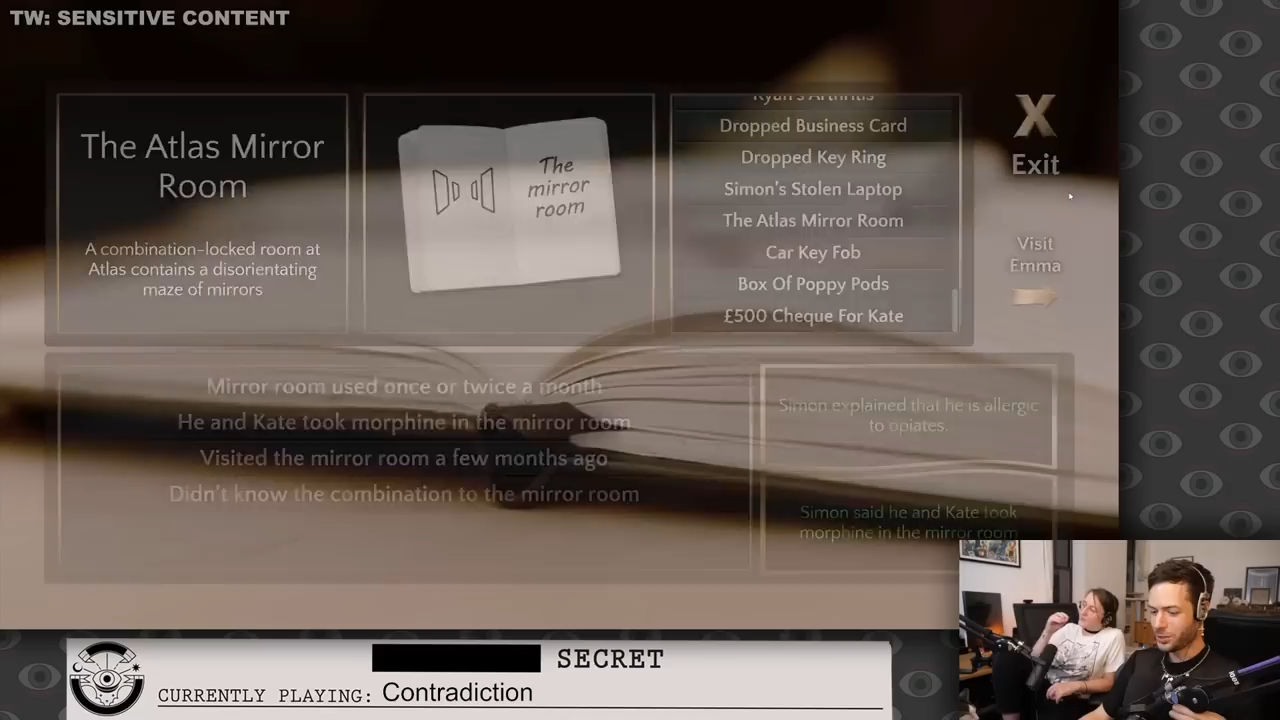 TW: SENSITIVE CONTENT
The Atlas Mirror
Room
A combination-locked room at
Atlas contains a disorientating
maze of mirrors
The
mirror
room
Ryan's Arthritis
Dropped Business Card
Dropped Key Ring
Simon's Stolen Laptop
The Atlas Mirror Room
Car Key Fob
Box Of Poppy Pods
£500 Cheque For Kate
X
Exit
Visit
Emma
Mirror room used once or twice a month
He and Kate took morphine in the mirror room
Visited the mirror room a few months ago
Didn't know the combination to the mirror room
Simon explained that he is allergic
to opiates.
Simon said he and Kate took
morphine in the mirror room
SECRET
CURRENTLY PLAYING: Contradiction